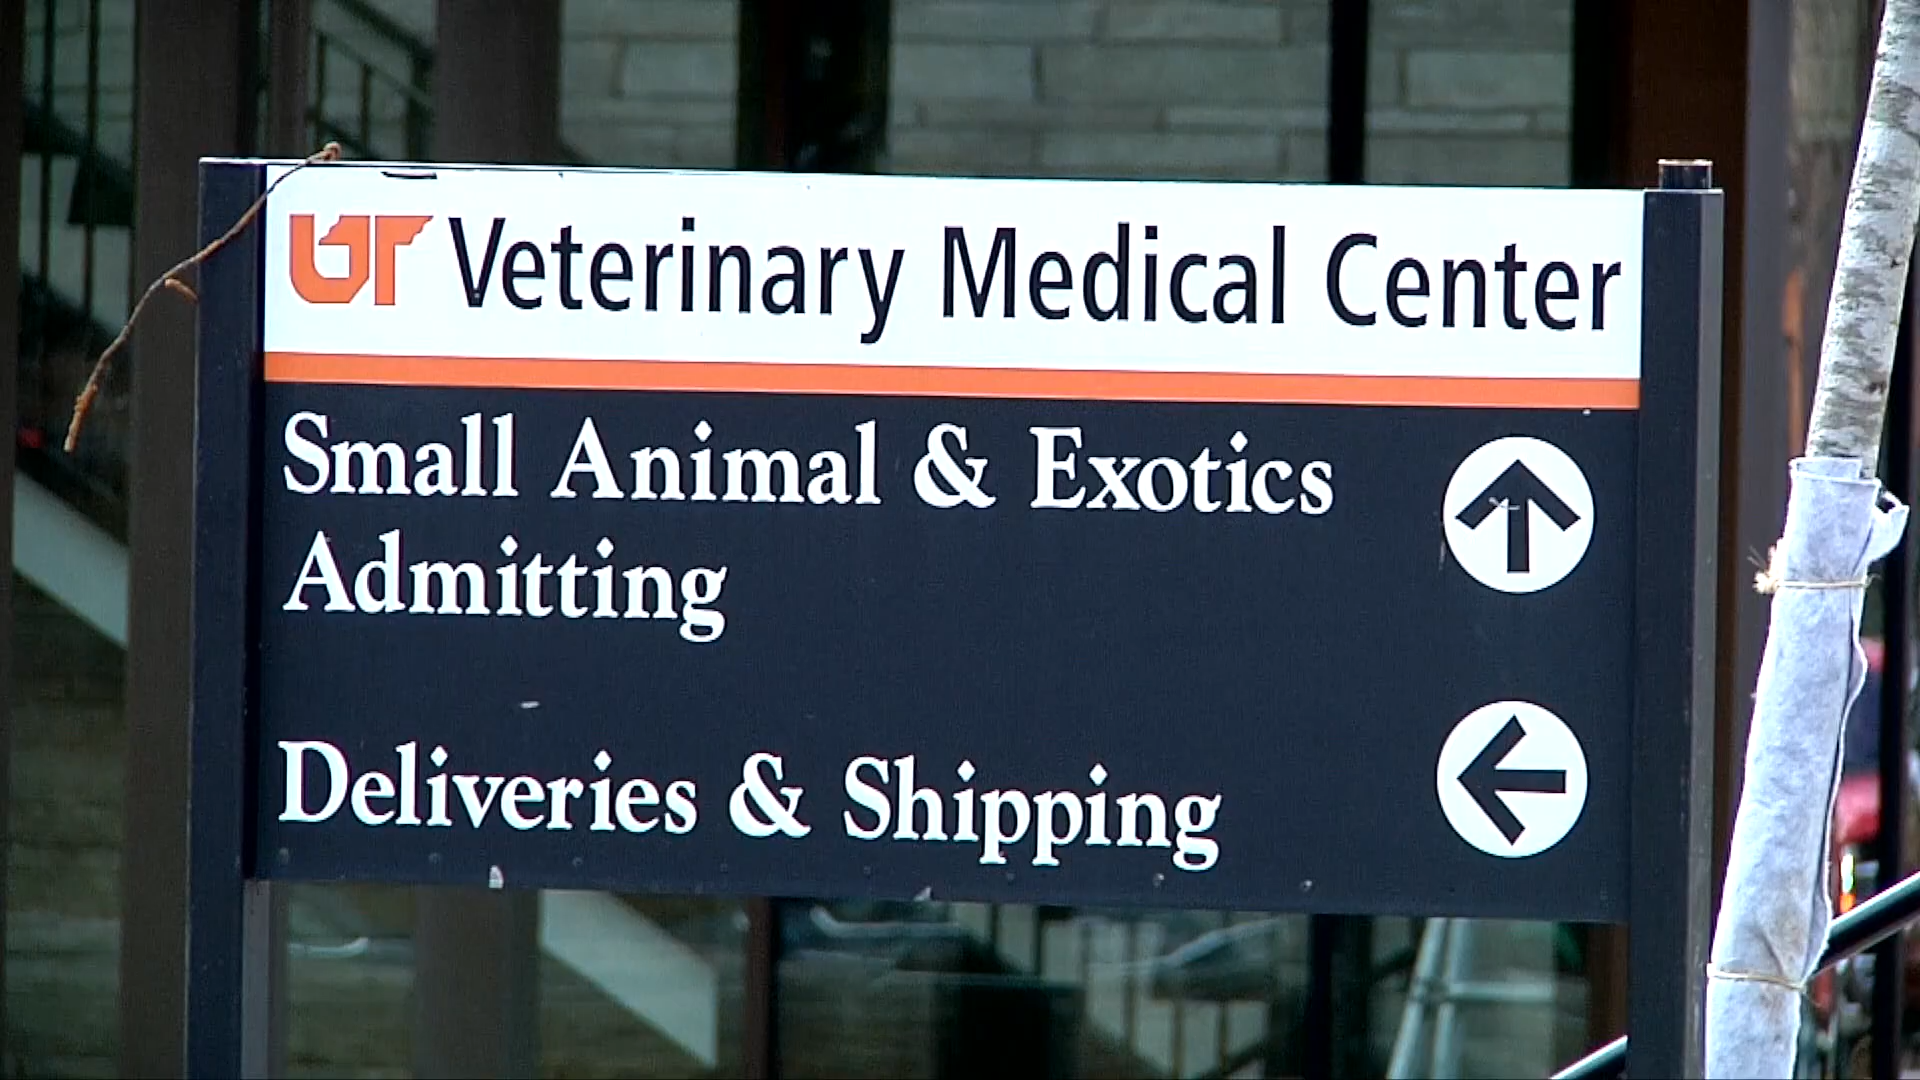 UT Veterinary Medical Center
Small Animal & Exotics
Admitting
Deliveries & Shipping